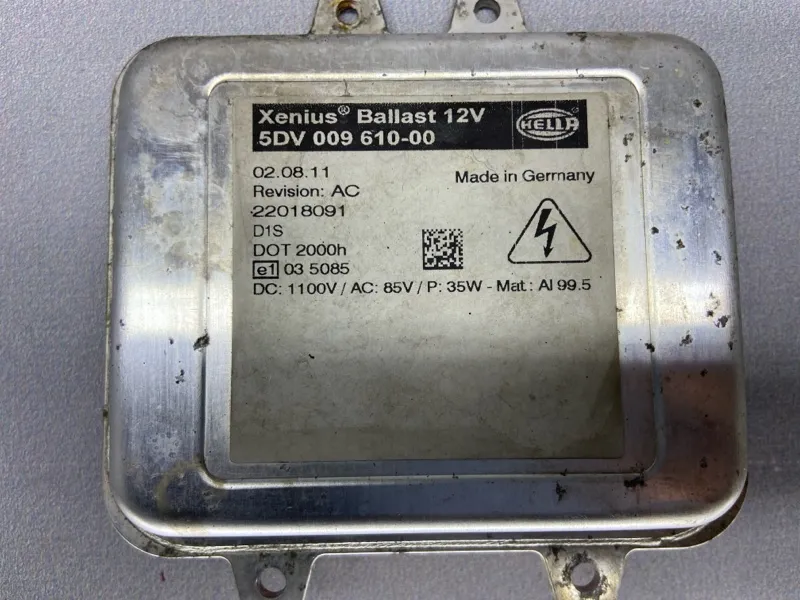 Xenius® Ballast 12V
5DV 009 610-00
HELLA
02.08.11
Made in Germany
Revision: AC
22018091
D1S
DOT 2000h
e1 03 5085
DC: 1100V / AC: 85V / P: 35W - Mat.: Al 99.5